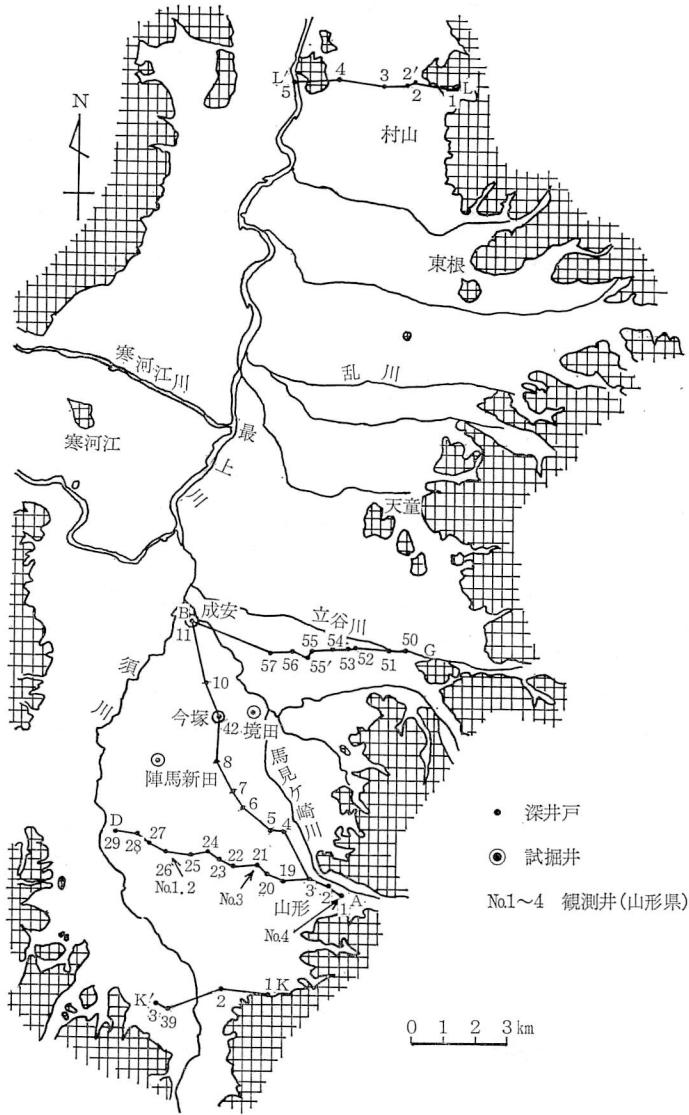 N
L′
5
4
3
2′
2
1
L
村山
東根
乱川
寒河江川
寒河江
最上川
天童
B
成安
11
立谷川
57
56
55
55′
54
53
52
51
50
G
須川
10
今塚
42
境田
8
陣馬新田
馬見ケ崎川
7
6
5
4
D
29
28
27
26
No.1, 2
25
24
23
22
21
No.3
20
19
3
2
1
A
山形
No.4
K′
3
39
2
1
K
深井戸
試掘井
No.1～4 観測井(山形県)
0 1 2 3 km